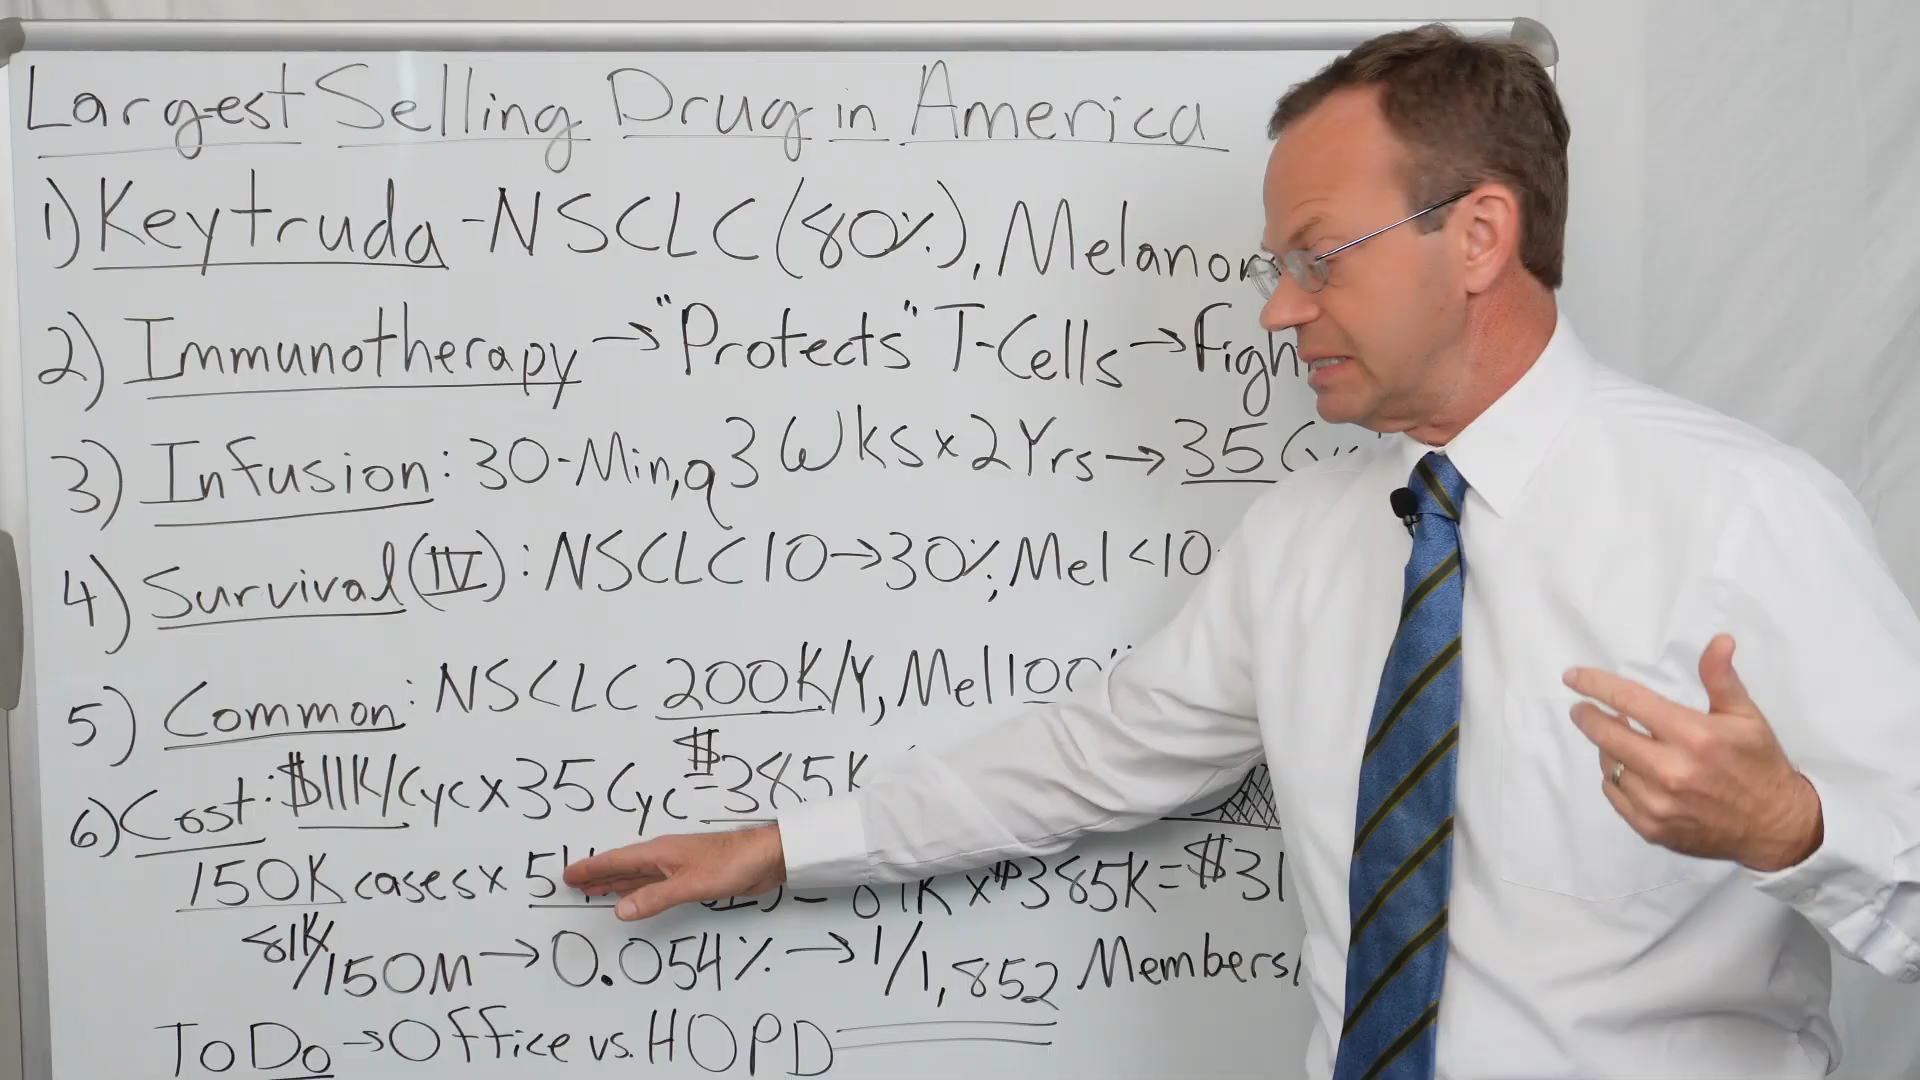 Largest Selling Drug in America
1) Keytruda - NSCLC (80%), Melanom
2) Immunotherapy → "Protects" T-Cells → Figh
3) Infusion: 30-Min, q3 Wks x 2 Yrs → 35
4) Survival (IV): NSCLC 10 → 30%, Mel < 10
5) Common: NSCLC 200K/Y, Mel 100
6) Cost: $11K/Cyc x 35 Cyc = $385K
150K cases x 81K x $385K = $31
81K/150M → 0.054% → 1/1,852 Members/
To Do → Office vs. HOPD